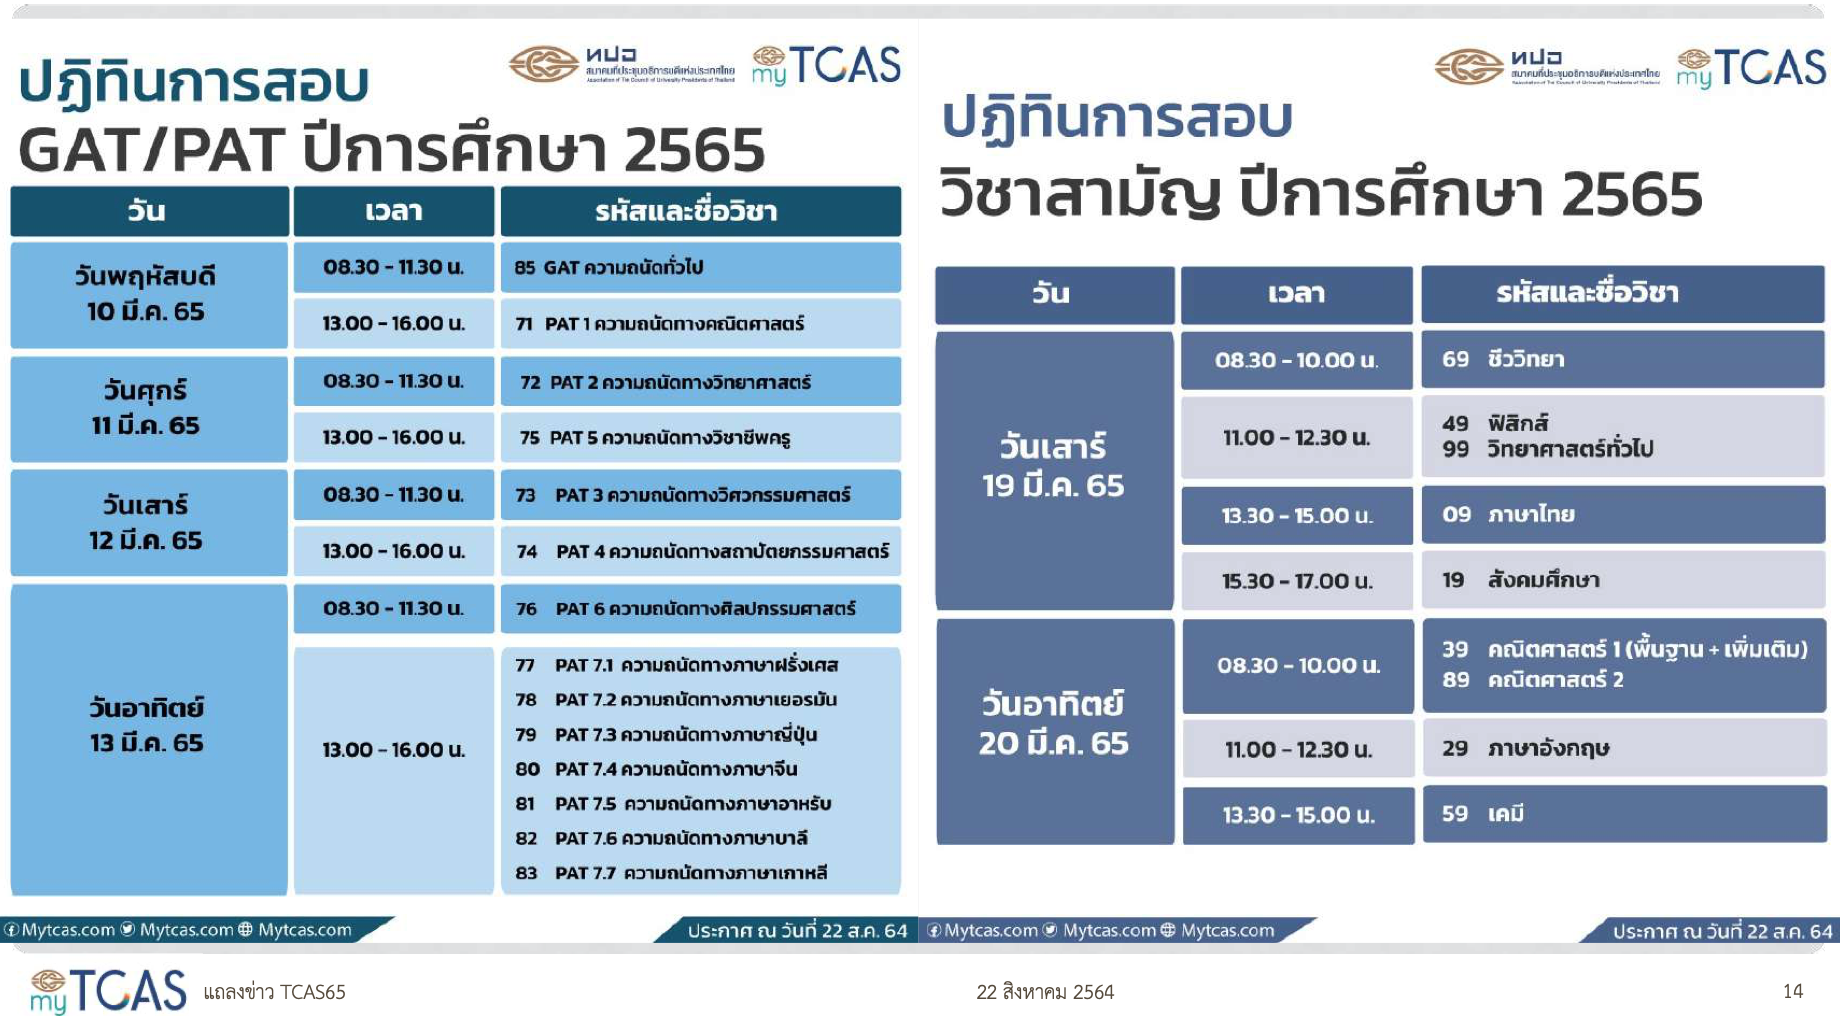 ทปอ
สมาคมที่ประชุมอธิการบดีแห่งประเทศไทย
Association of The Council of University Presidents of Thailand
myTCAS
ปฏิทินการสอบ
GAT/PAT ปีการศึกษา 2565
วัน เวลา รหัสและชื่อวิชา
วันพฤหัสบดี
10 มี.ค. 65
08.30 - 11.30 น. 85 GAT ความถนัดทั่วไป
13.00 - 16.00 น. 71 PAT 1 ความถนัดทางคณิตศาสตร์
วันศุกร์
11 มี.ค. 65
08.30 - 11.30 น. 72 PAT 2 ความถนัดทางวิทยาศาสตร์
13.00 - 16.00 น. 75 PAT 5 ความถนัดทางวิชาชีพครู
วันเสาร์
12 มี.ค. 65
08.30 - 11.30 น. 73 PAT 3 ความถนัดทางวิศวกรรมศาสตร์
13.00 - 16.00 น. 74 PAT 4 ความถนัดทางสถาปัตยกรรมศาสตร์
วันอาทิตย์
13 มี.ค. 65
08.30 - 11.30 น. 76 PAT 6 ความถนัดทางศิลปกรรมศาสตร์
13.00 - 16.00 น.
77 PAT 7.1 ความถนัดทางภาษาฝรั่งเศส
78 PAT 7.2 ความถนัดทางภาษาเยอรมัน
79 PAT 7.3 ความถนัดทางภาษาญี่ปุ่น
80 PAT 7.4 ความถนัดทางภาษาจีน
81 PAT 7.5 ความถนัดทางภาษาอาหรับ
82 PAT 7.6 ความถนัดทางภาษาบาลี
83 PAT 7.7 ความถนัดทางภาษาเกาหลี
Mytcas.com Mytcas.com Mytcas.com
ประกาศ ณ วันที่ 22 ส.ค. 64
ทปอ
สมาคมที่ประชุมอธิการบดีแห่งประเทศไทย
Association of The Council of University Presidents of Thailand
myTCAS
ปฏิทินการสอบ
วิชาสามัญ ปีการศึกษา 2565
วัน เวลา รหัสและชื่อวิชา
วันเสาร์
19 มี.ค. 65
08.30 - 10.00 น. 69 ชีววิทยา
11.00 - 12.30 น.
49 ฟิสิกส์
99 วิทยาศาสตร์ทั่วไป
13.30 - 15.00 น. 09 ภาษาไทย
15.30 - 17.00 น. 19 สังคมศึกษา
วันอาทิตย์
20 มี.ค. 65
08.30 - 10.00 น.
39 คณิตศาสตร์ 1 (พื้นฐาน + เพิ่มเติม)
89 คณิตศาสตร์ 2
11.00 - 12.30 น. 29 ภาษาอังกฤษ
13.30 - 15.00 น. 59 เคมี
Mytcas.com Mytcas.com Mytcas.com
ประกาศ ณ วันที่ 22 ส.ค. 64
myTCAS แถลงข่าว TCAS65 22 สิงหาคม 2564 14